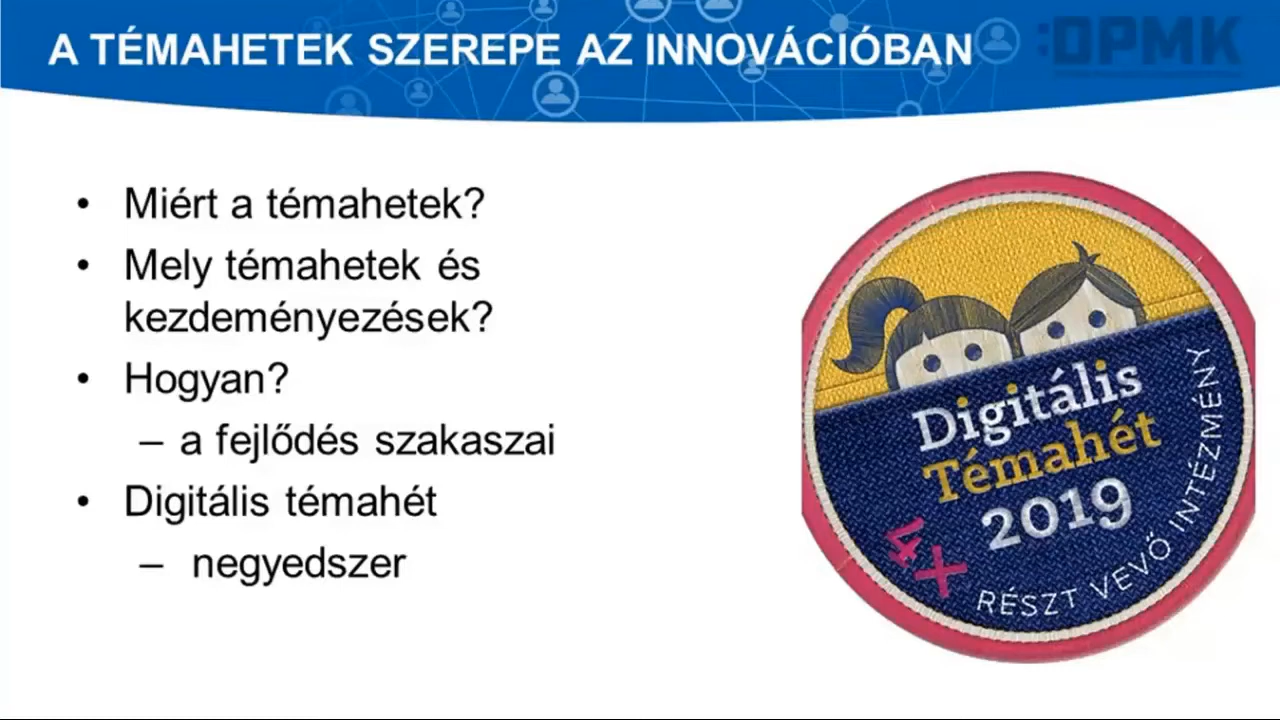 A TÉMAHETEK SZEREPE AZ INNOVÁCIÓBAN
:DPMK
• Miért a témahetek?
• Mely témahetek és
kezdeményezések?
• Hogyan?
– a fejlődés szakaszai
• Digitális témahét
– negyedszer
Digitális
Témahét
2019
4X
RÉSZT VEVŐ INTÉZMÉNY